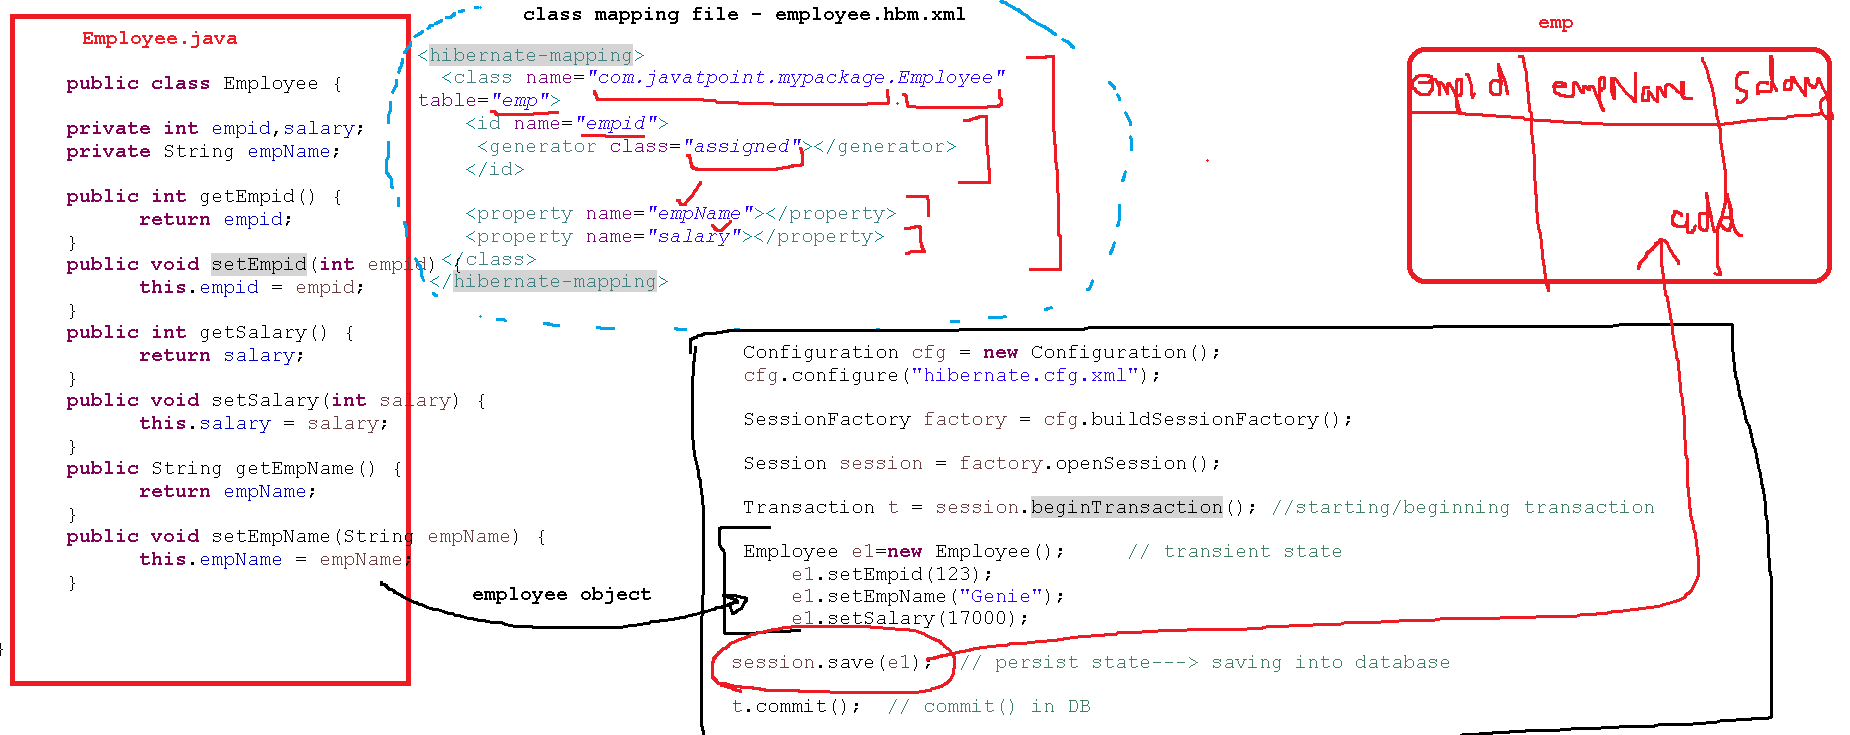 Employee.java
public class Employee {
private int empid,salary;
private String empName;
public int getEmpid() {
return empid;
}
public void setEmpid(int empid) {
this.empid = empid;
}
public int getSalary() {
return salary;
}
public void setSalary(int salary) {
this.salary = salary;
}
public String getEmpName() {
return empName;
}
public void setEmpName(String empName) {
this.empName = empName;
}
}
class mapping file - employee.hbm.xml
<hibernate-mapping>
<class name="com.javatpoint.mypackage.Employee"
table="emp">
<id name="empid">
<generator class="assigned"></generator>
</id>
<property name="empName"></property>
<property name="salary"></property>
</class>
</hibernate-mapping>
emp
empId empName Salary
add
employee object
Configuration cfg = new Configuration();
cfg.configure("hibernate.cfg.xml");
SessionFactory factory = cfg.buildSessionFactory();
Session session = factory.openSession();
Transaction t = session.beginTransaction(); //starting/beginning transaction
Employee e1=new Employee(); // transient state
e1.setEmpid(123);
e1.setEmpName("Genie");
e1.setSalary(17000);
session.save(e1); // persist state---> saving into database
t.commit(); // commit() in DB